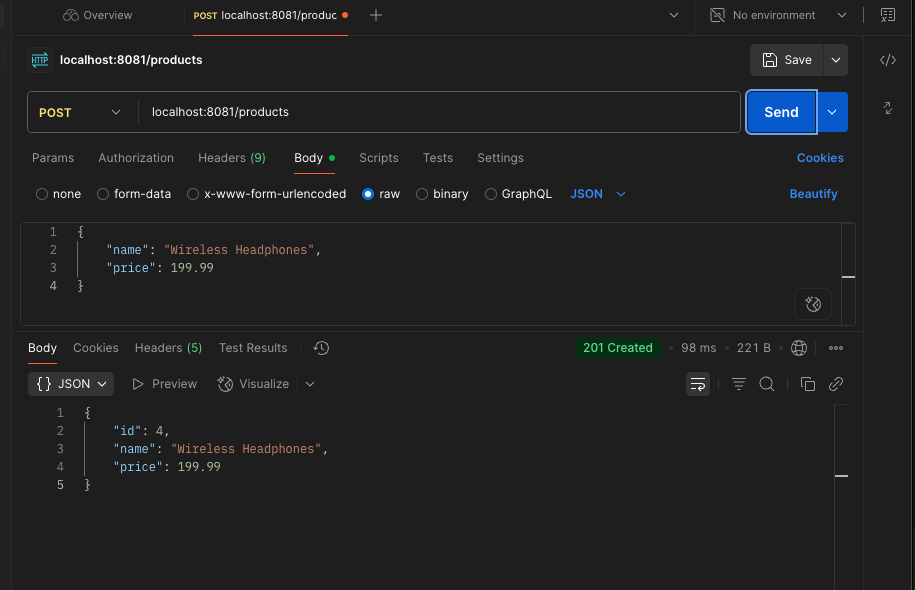 Overview
POST localhost:8081/produc
No environment
HTTP localhost:8081/products
Save
POST localhost:8081/products
Send
Params Authorization Headers (9) Body Scripts Tests Settings Cookies
none form-data x-www-form-urlencoded raw binary GraphQL JSON Beautify
1 {
2 "name": "Wireless Headphones",
3 "price": 199.99
4 }
Body Cookies Headers (5) Test Results 201 Created 98 ms 221 B
{} JSON Preview Visualize
1 {
2 "id": 4,
3 "name": "Wireless Headphones",
4 "price": 199.99
5 }